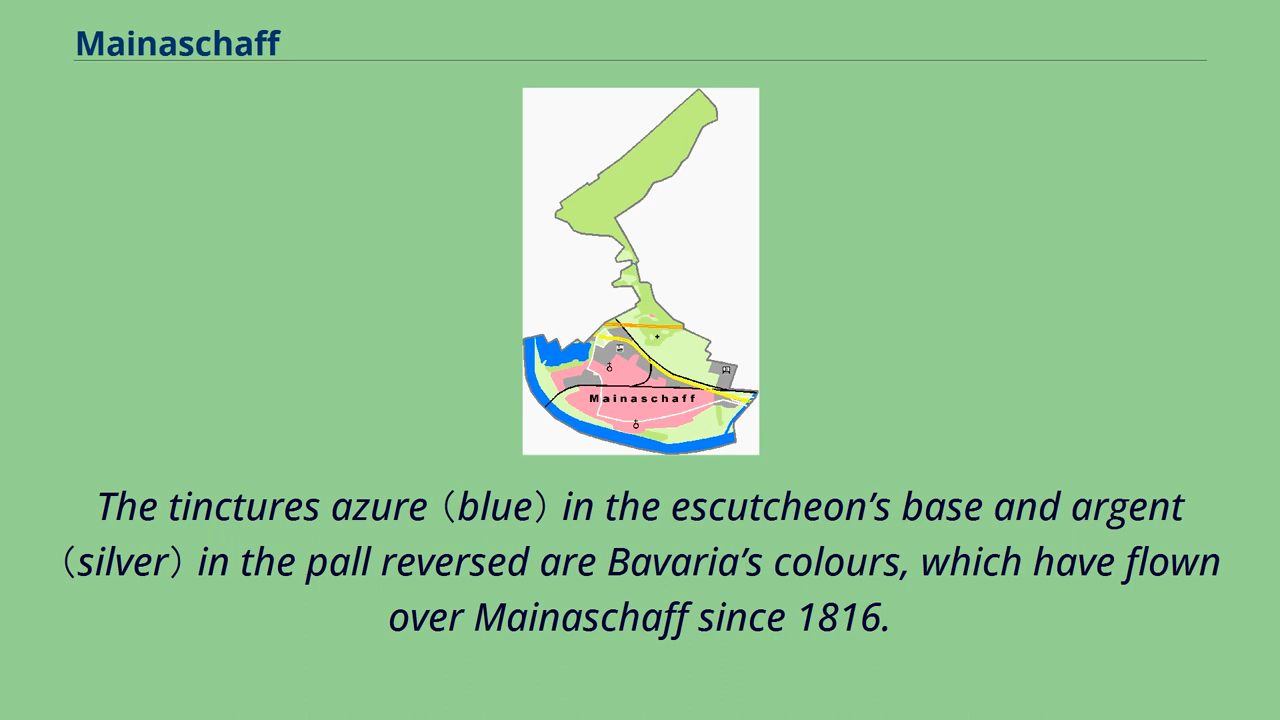 Mainaschaff
Mainaschaff
The tinctures azure（blue）in the escutcheon’s base and argent
（silver）in the pall reversed are Bavaria’s colours, which have flown
over Mainaschaff since 1816.